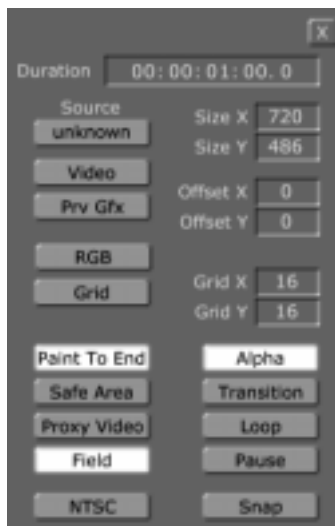 X
Duration 00:00:01:00.0
Source
unknown
Size X 720
Size Y 486
Video
Prv Gfx
Offset X 0
Offset Y 0
RGB
Grid
Grid X 16
Grid Y 16
Paint To End Alpha
Safe Area Transition
Proxy Video Loop
Field Pause
NTSC Snap